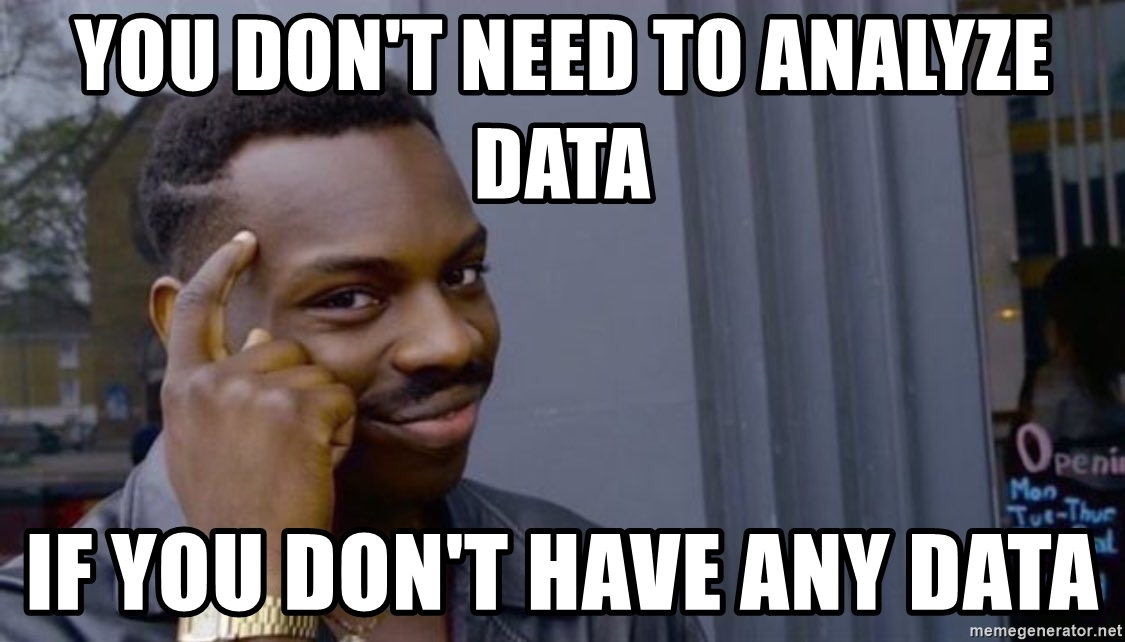 YOU DON'T NEED TO ANALYZE
DATA
Mon
Tue-Thur
IF YOU DON'T HAVE ANY DATA
memegenerator.net